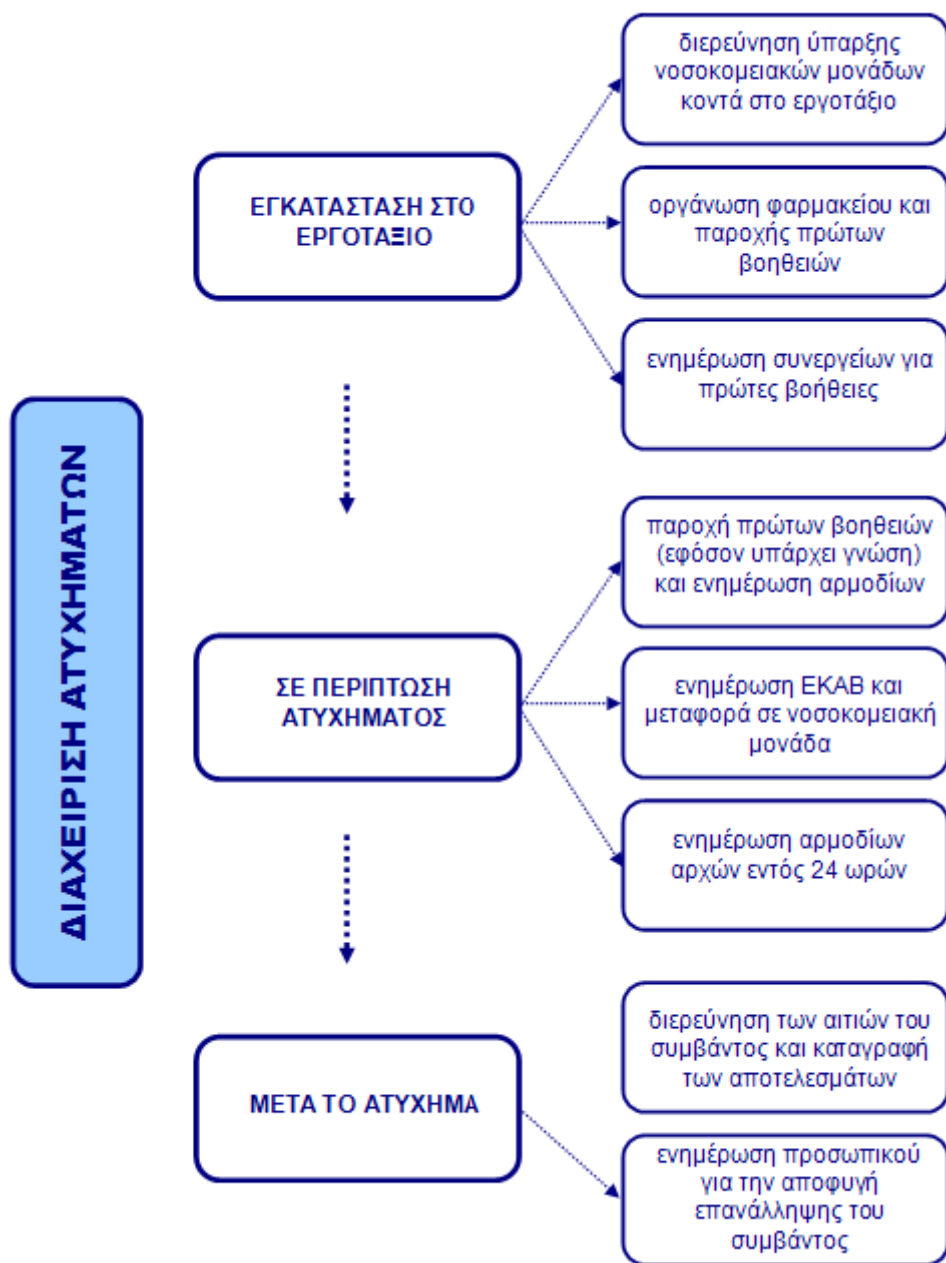 ΔΙΑΧΕΙΡΙΣΗ ΑΤΥΧΗΜΑΤΩΝ
ΕΓΚΑΤΑΣΤΑΣΗ ΣΤΟ
ΕΡΓΟΤΑΞΙΟ
διερεύνηση ύπαρξης
νοσοκομειακών μονάδων
κοντά στο εργοτάξιο
οργάνωση φαρμακείου και
παροχής πρώτων
βοηθειών
ενημέρωση συνεργείων για
πρώτες βοήθειες
ΣΕ ΠΕΡΙΠΤΩΣΗ
ΑΤΥΧΗΜΑΤΟΣ
παροχή πρώτων βοηθειών
(εφόσον υπάρχει γνώση)
και ενημέρωση αρμοδίων
ενημέρωση ΕΚΑΒ και
μεταφορά σε νοσοκομειακή
μονάδα
ενημέρωση αρμοδίων
αρχών εντός 24 ωρών
ΜΕΤΑ ΤΟ ΑΤΥΧΗΜΑ
διερεύνηση των αιτιών του
συμβάντος και καταγραφή
των αποτελεσμάτων
ενημέρωση προσωπικού
για την αποφυγή
επανάλληψης του
συμβάντος